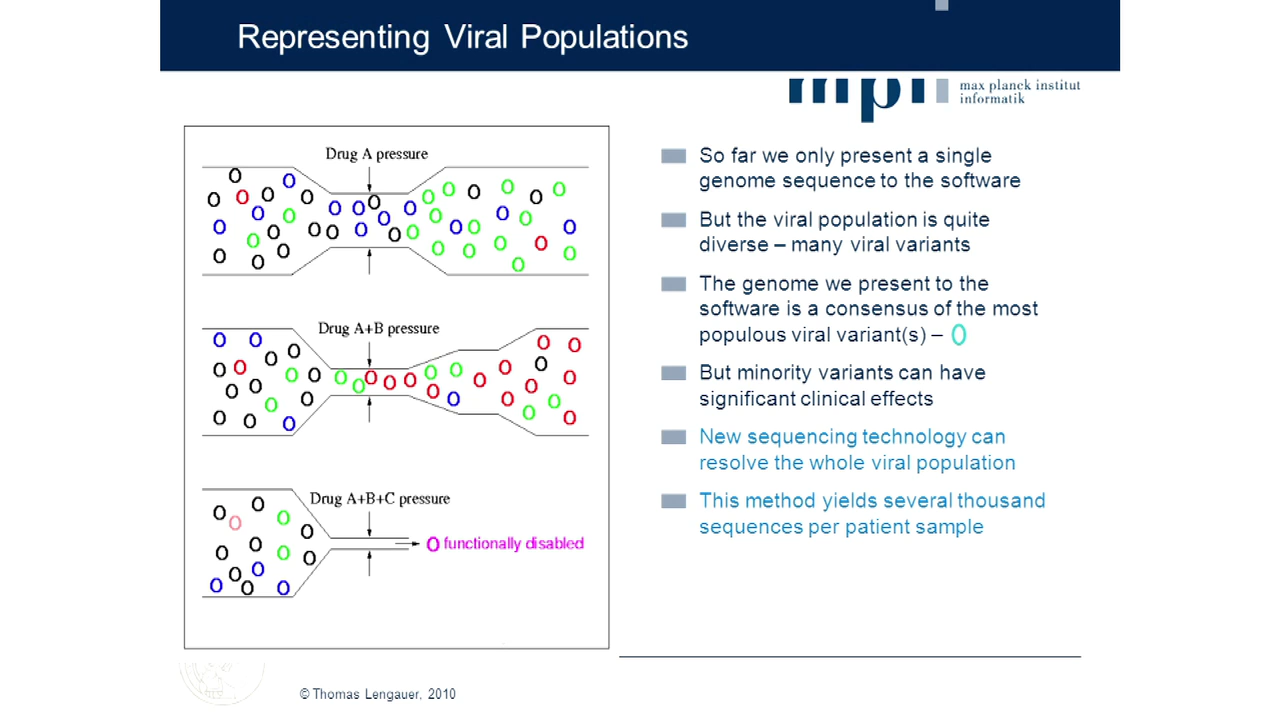 Representing Viral Populations
max planck institut
informatik
Drug A pressure
Drug A+B pressure
Drug A+B+C pressure
O functionally disabled
So far we only present a single
genome sequence to the software
But the viral population is quite
diverse – many viral variants
The genome we present to the
software is a consensus of the most
populous viral variant(s) – O
But minority variants can have
significant clinical effects
New sequencing technology can
resolve the whole viral population
This method yields several thousand
sequences per patient sample
© Thomas Lengauer, 2010